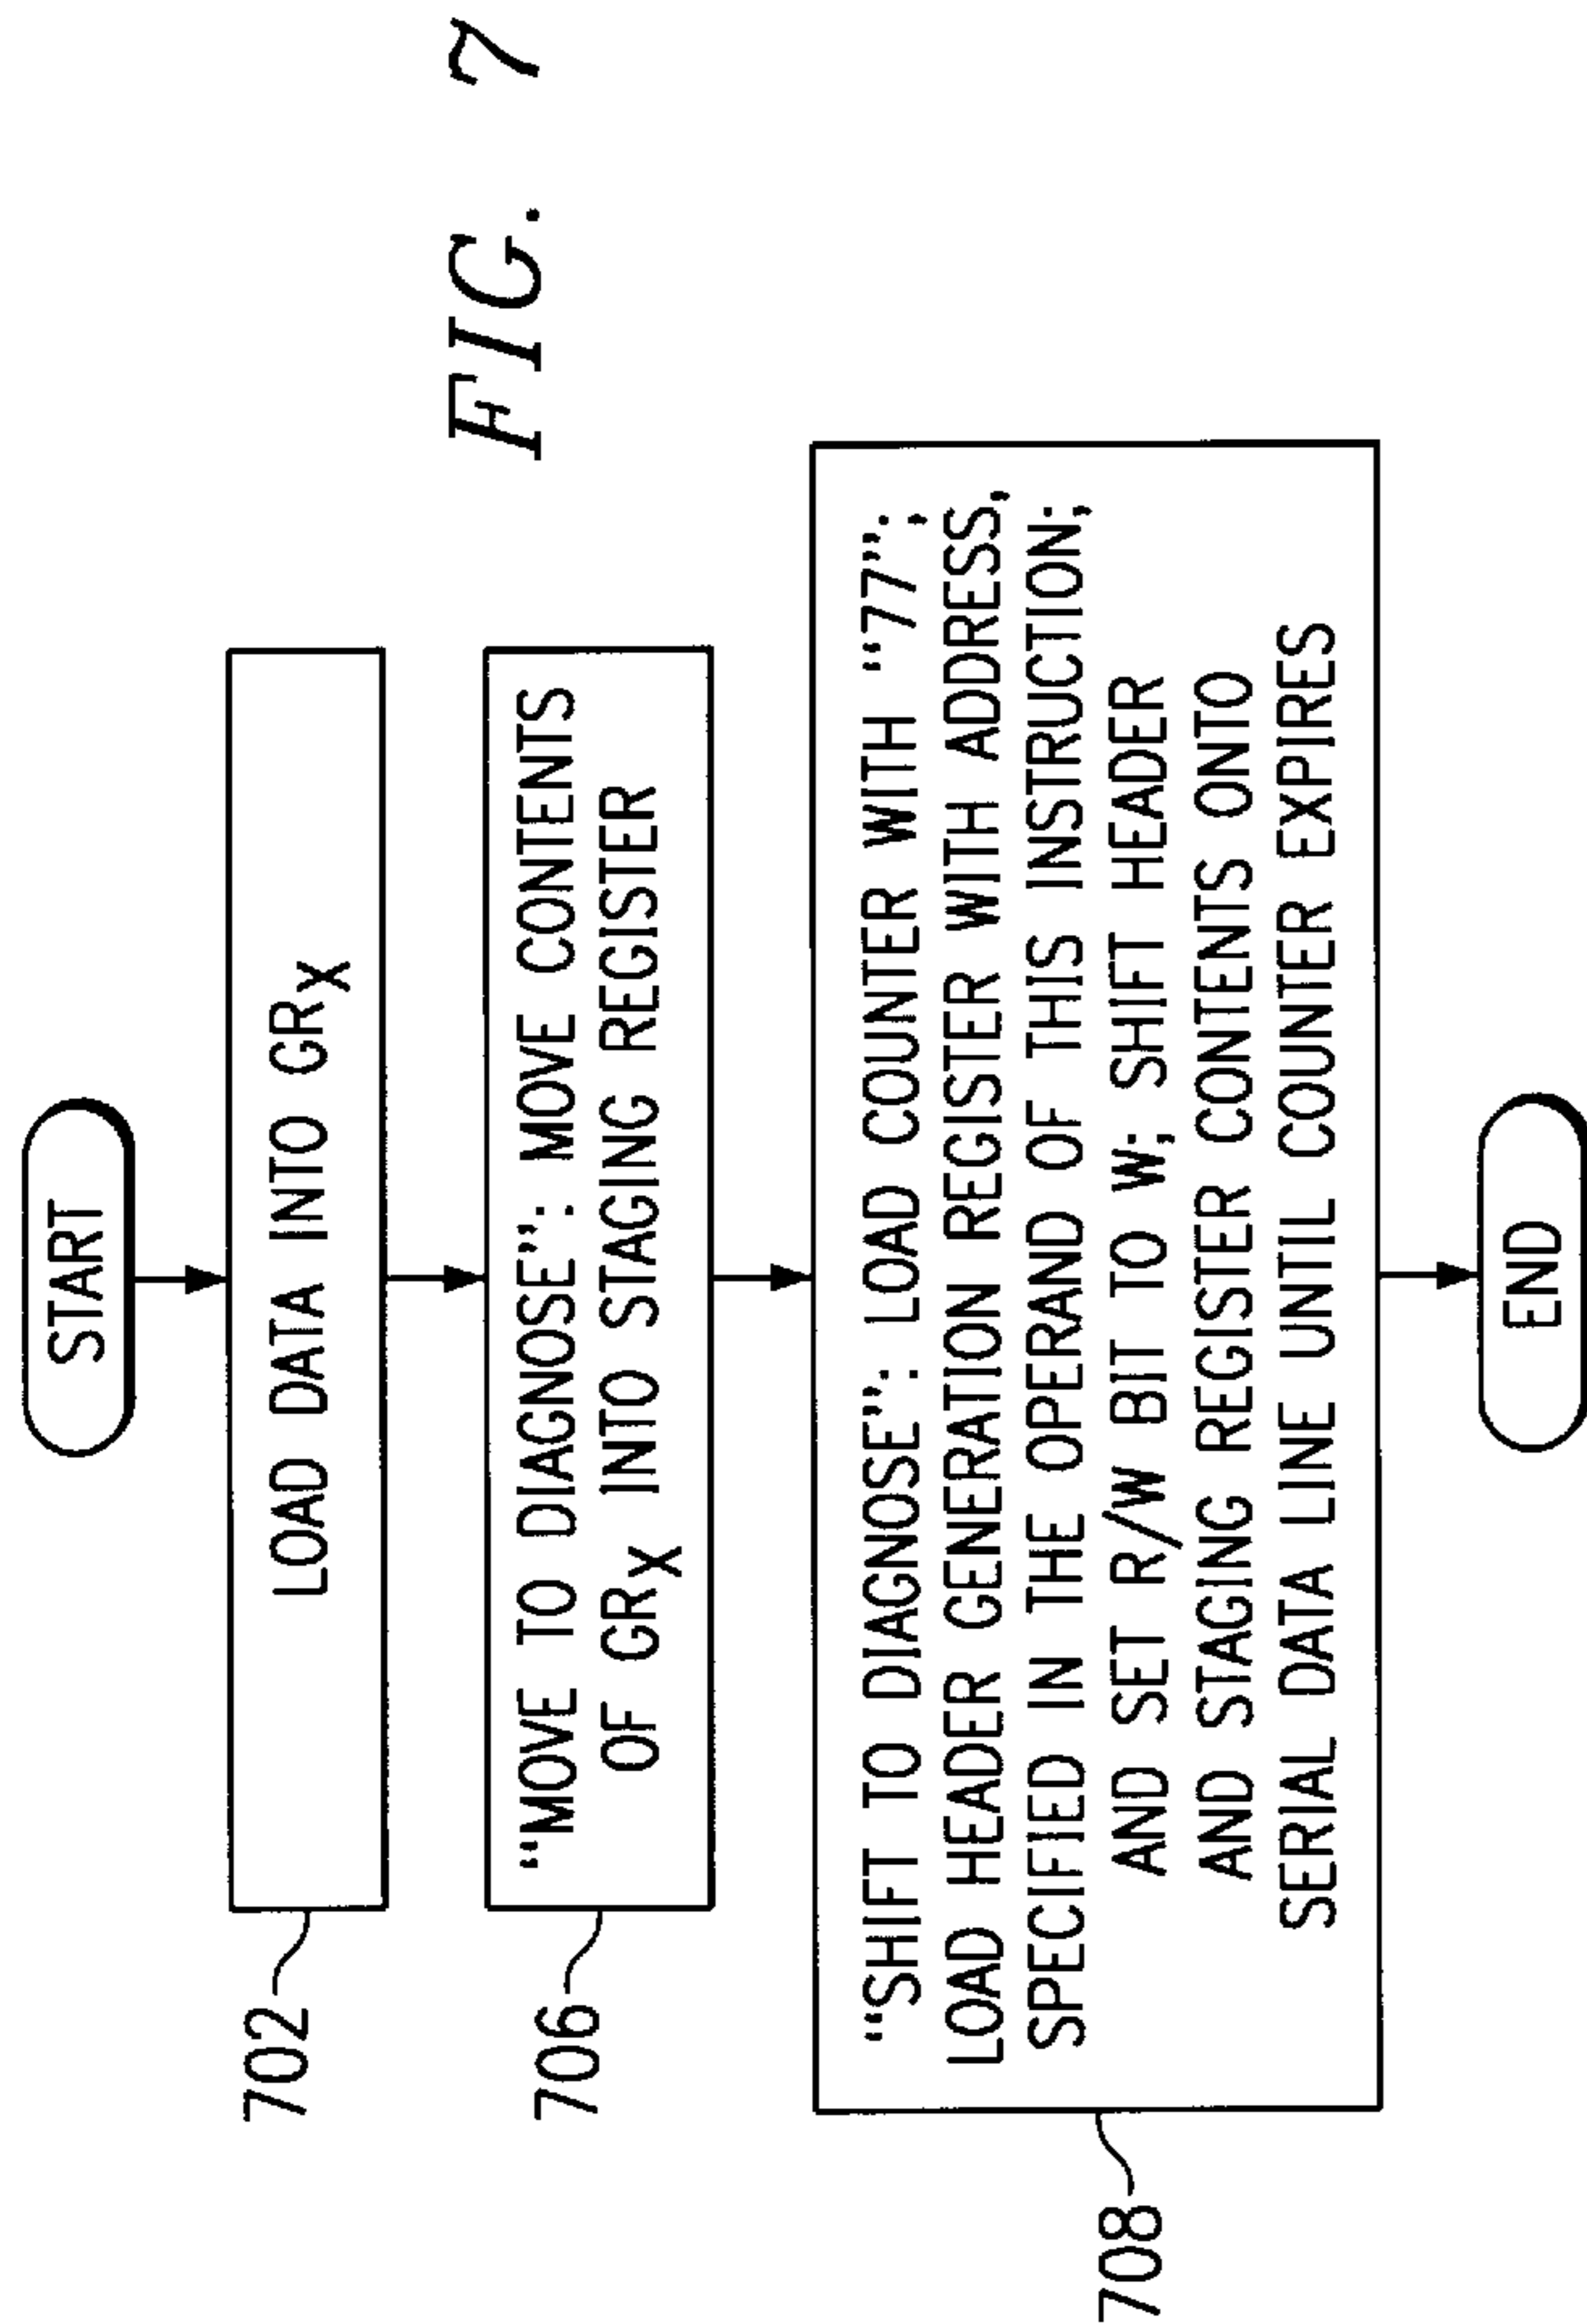 FIG. 7
START
702
LOAD DATA INTO GRX
706
“MOVE TO DIAGNOSE”: MOVE CONTENTS
OF GRX INTO STAGING REGISTER
708
“SHIFT TO DIAGNOSE”: LOAD COUNTER WITH “77”;
LOAD HEADER GENERATION REGISTER WITH ADDRESS,
SPECIFIED IN THE OPERAND OF THIS INSTRUCTION;
AND SET R/W BIT TO W; SHIFT HEADER
AND STAGING REGISTER CONTENTS ONTO
SERIAL DATA LINE UNTIL COUNTER EXPIRES
END